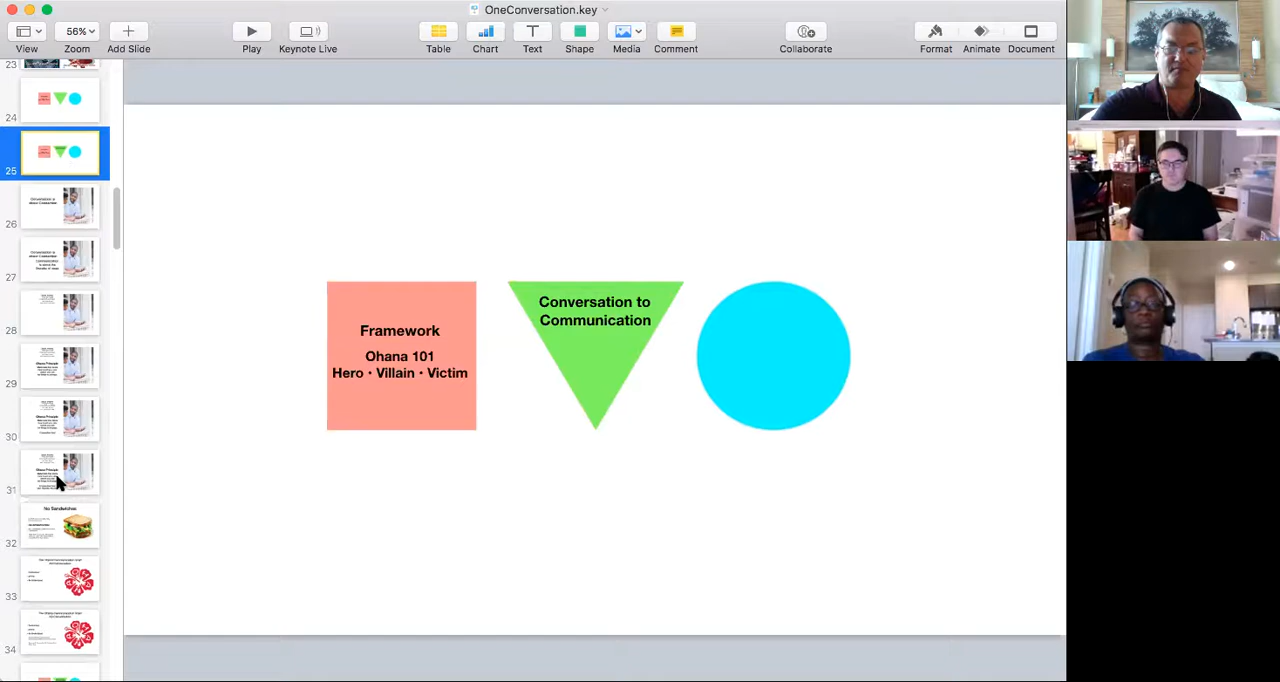 OneConversation.key
56%
View
Zoom
Add Slide
Play
Keynote Live
Table
Chart
Text
Shape
Media
Comment
Collaborate
Format
Animate
Document
23
24
25
26
27
28
29
30
31
No Sandwiches
32
33
34
Framework
Ohana 101
Hero • Villain • Victim
Conversation to
Communication